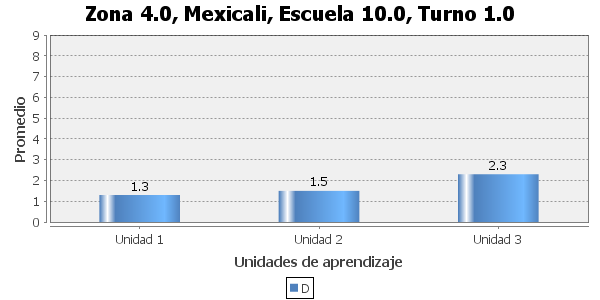 Zona 4.0, Mexicali, Escuela 10.0, Turno 1.0
Promedio
9
8
7
6
5
4
3
2
1
0
1.3
1.5
2.3
Unidad 1
Unidad 2
Unidad 3
Unidades de aprendizaje
D